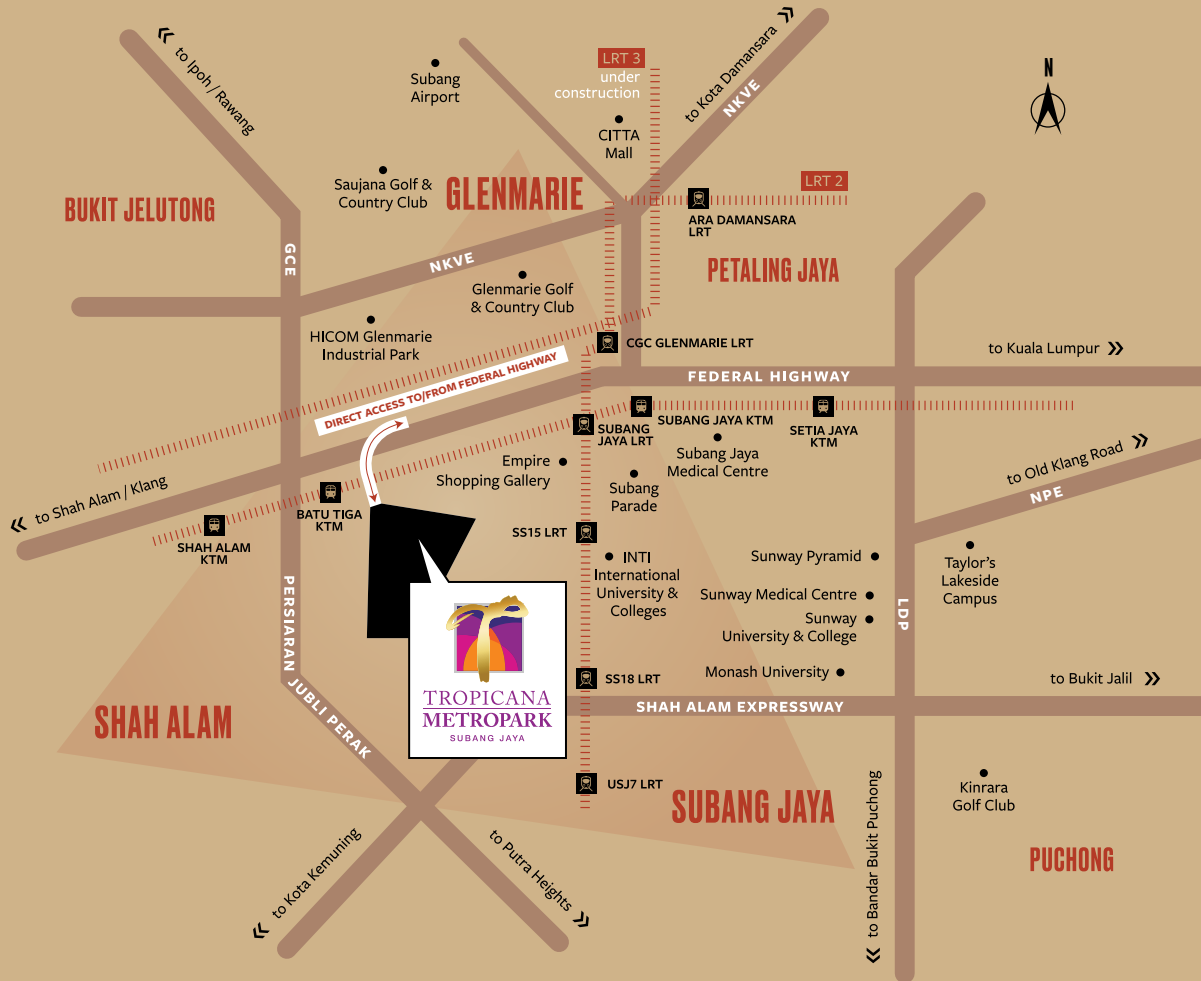 to Ipoh / Rawang
Subang
Airport
LRT 3
under
construction
to Kota Damansara
NKVE
N
CITTA
Mall
Saujana Golf &
Country Club
GLENMARIE
BUKIT JELUTONG
LRT 2
ARA DAMANSARA
LRT
GCE
NKVE
PETALING JAYA
Glenmarie Golf
& Country Club
HICOM Glenmarie
Industrial Park
CGC GLENMARIE LRT
to Kuala Lumpur
DIRECT ACCESS TO/FROM FEDERAL HIGHWAY
FEDERAL HIGHWAY
SUBANG JAYA KTM
SUBANG
JAYA LRT
SETIA JAYA
KTM
Subang Jaya
Medical Centre
Empire
Shopping Gallery
Subang
Parade
to Old Klang Road
NPE
to Shah Alam / Klang
BATU TIGA
KTM
SHAH ALAM
KTM
SS15 LRT
INTI
International
University &
Colleges
Sunway Pyramid
Taylor's
Lakeside
Campus
Sunway Medical Centre
Sunway
University & College
LDP
PERSIARAN
JUBLI PERAK
Monash University
SS18 LRT
to Bukit Jalil
TROPICANA
METROPARK
SUBANG JAYA
SHAH ALAM EXPRESSWAY
SHAH ALAM
USJ7 LRT
SUBANG JAYA
Kinrara
Golf Club
to Kota Kemuning
to Putra Heights
to Bandar Bukit Puchong
PUCHONG